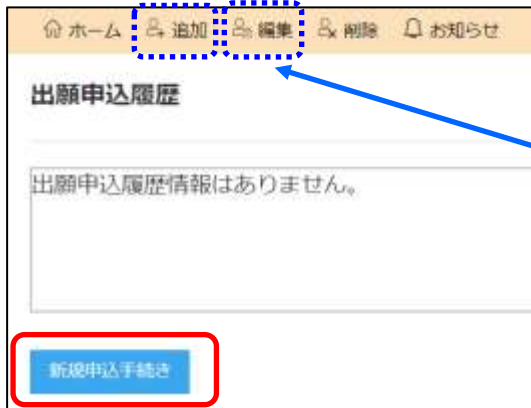 ホーム 追加 編集 削除 お知らせ
出願申込履歴
出願申込履歴情報はありません。
新規申込手続き